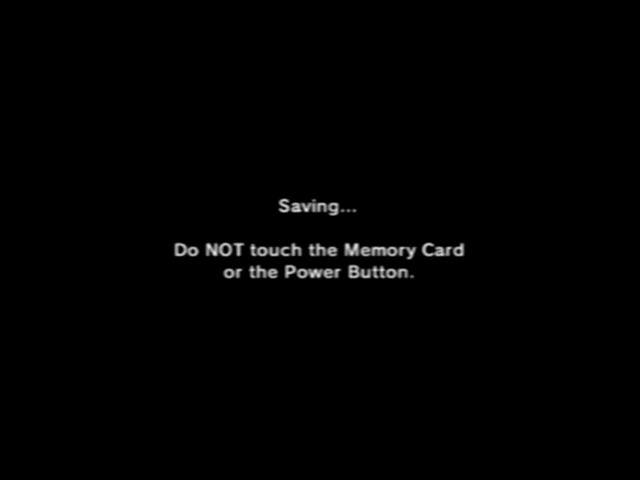 Saving...
Do NOT touch the Memory Card
or the Power Button.